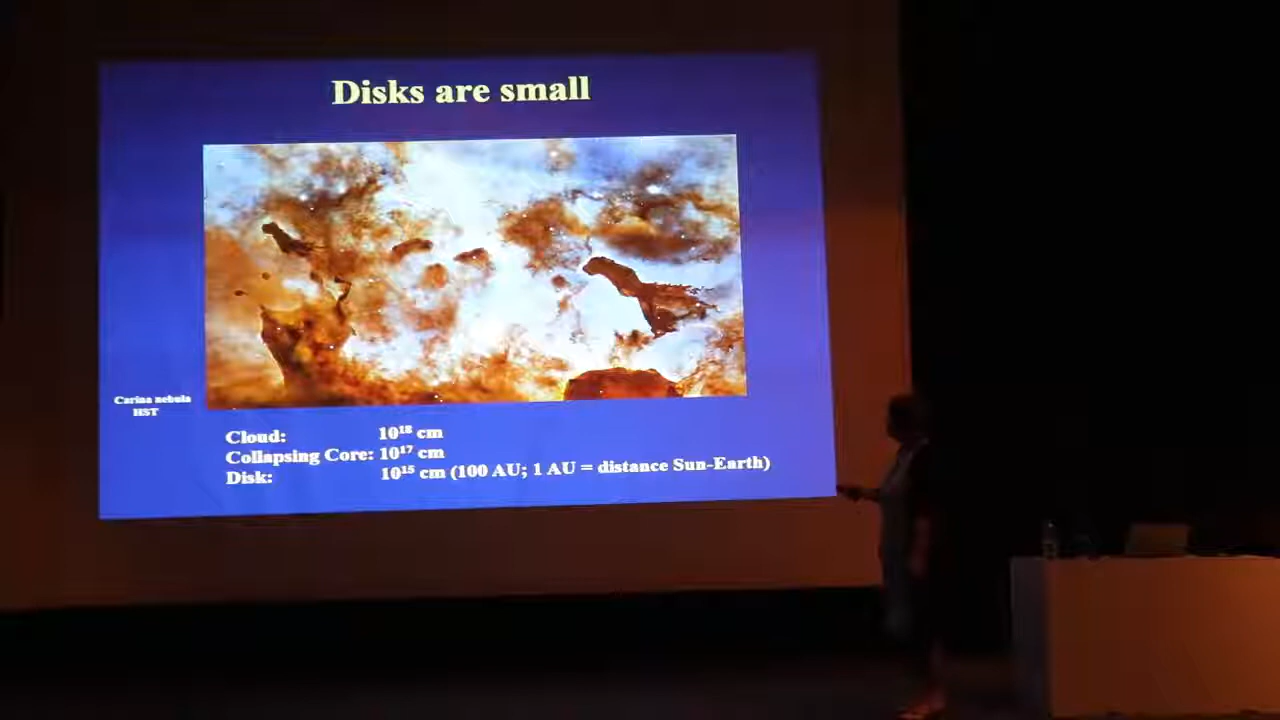 Disks are small
Carina nebula
HST
Cloud: 10¹⁸ cm
Collapsing Core: 10¹⁷ cm
Disk: 10¹⁵ cm (100 AU; 1 AU = distance Sun-Earth)